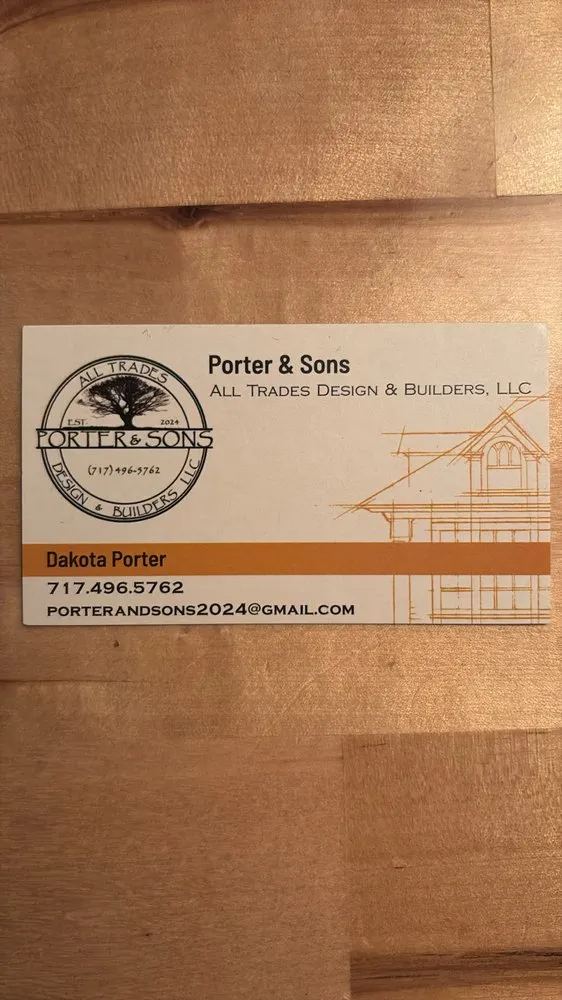 ALL TRADES
EST. 2024
PORTER & SONS
(717) 496-5762
DESIGN & BUILDERS LLC
Porter & Sons
ALL TRADES DESIGN & BUILDERS, LLC
Dakota Porter
717.496.5762
PORTERANDSONS2024@GMAIL.COM